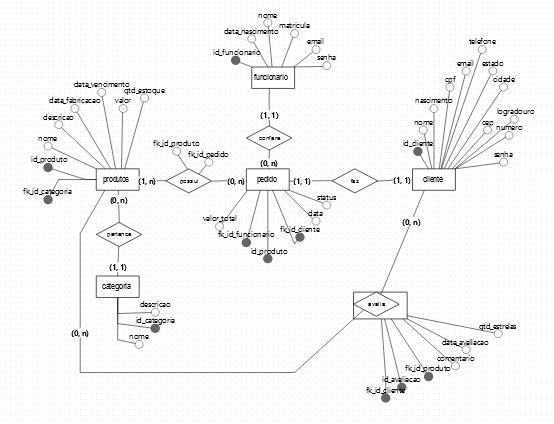 nome
data_nascimento
matricula
email
id_funcionario
senha
funcionario
(1, 1)
confere
(0, n)
telefone
email
estado
cpf
cidade
nascimento
logradouro
nome
cep
numero
id_cliente
senha
cliente
data_vencimento
qtd_estoque
data_fabricacao
valor
descricao
nome
id_produto
fk_id_categoria
produtos
(1, n)
fk_id_produto
fk_id_pedido
possui
(0, n)
pedido
(1, 1)
fez
(1, 1)
status
data
valor_total
fk_id_cliente
fk_id_funcionario
id_produto
(0, n)
pertence
(1, 1)
categoria
descricao
id_categoria
nome
(0, n)
(0, n)
avalia
qtd_estrelas
data_avaliacao
comentario
fk_id_produto
id_avaliacao
fk_id_cliente